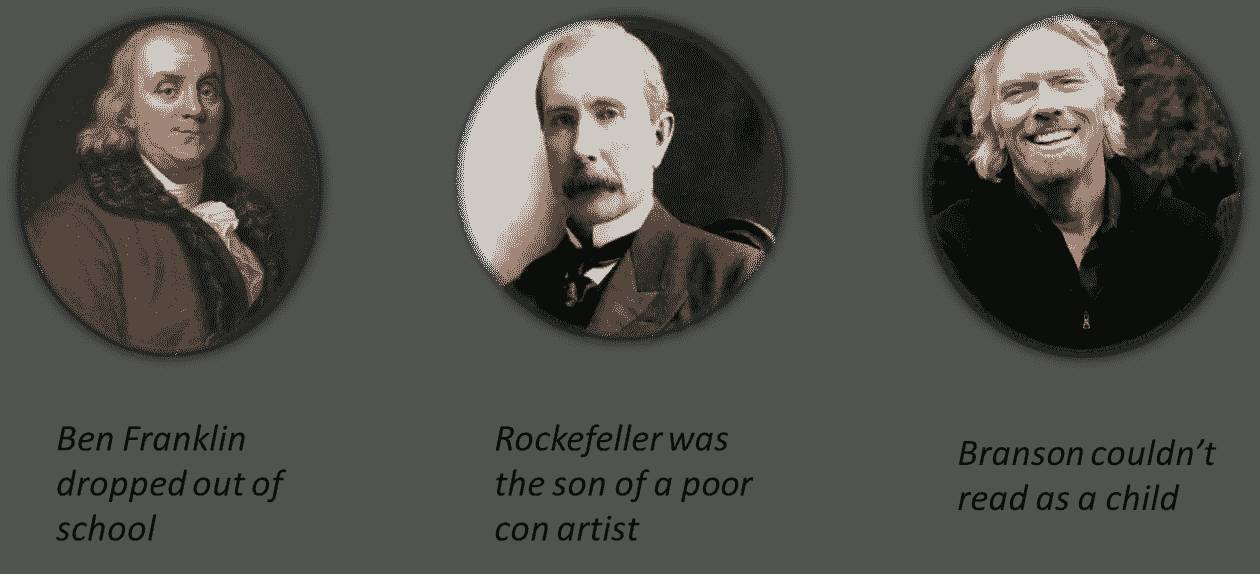 Ben Franklin
dropped out of
school
Rockefeller was
the son of a poor
con artist
Branson couldn’t
read as a child